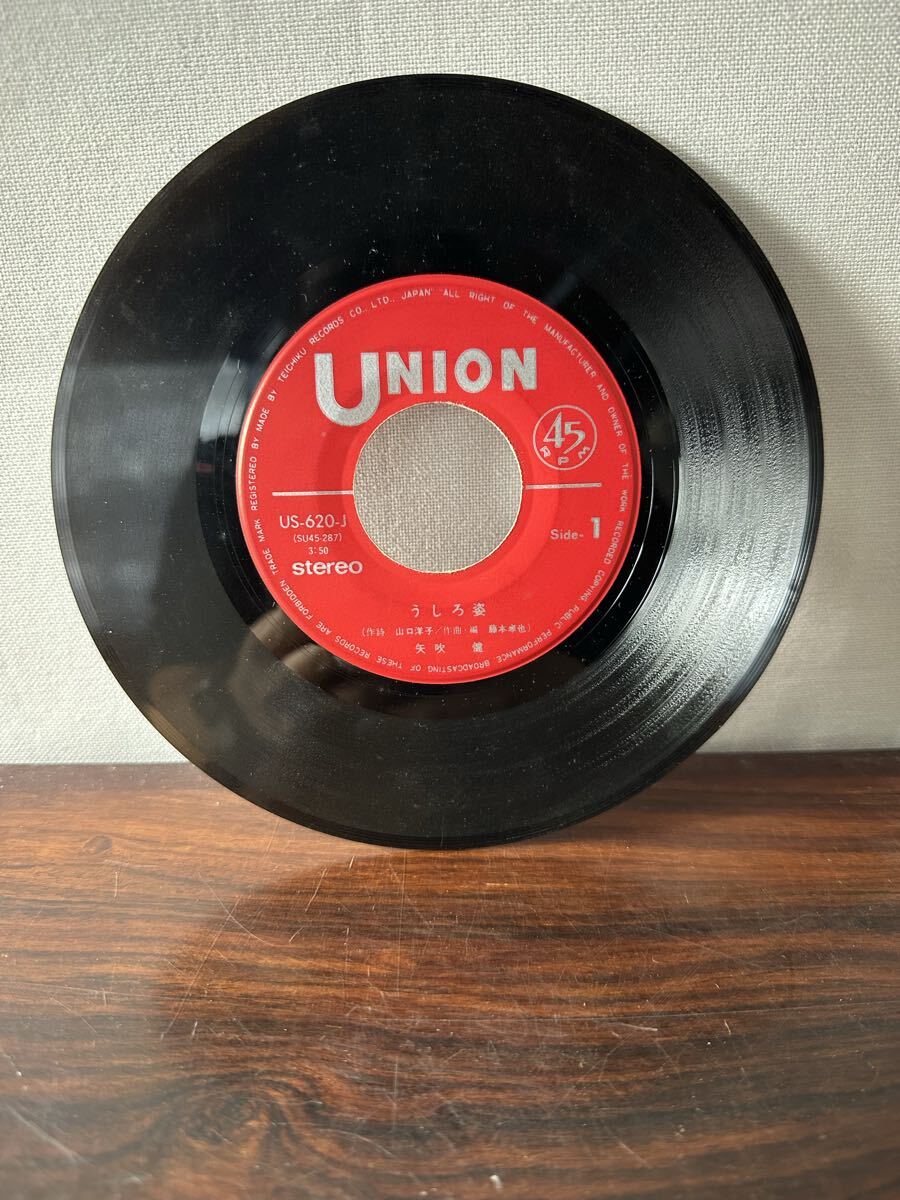 UNION
45
RPM
US-620-J
(SU45-287)
3:50
stereo
Side-1
うしろ姿
(作詩 山口洋子/作曲・編 藤本卓也)
矢吹 健
TRADE MARK REGISTERED BY MADE BY TEICHIKU RECORDS CO., LTD., JAPAN "ALL RIGHT OF THE MANUFACTURER AND OWNER OF THE WORK RECORDED COPYING PUBLIC PERFORMANCE BROADCASTING OF THESE RECORDS ARE FORBIDDEN